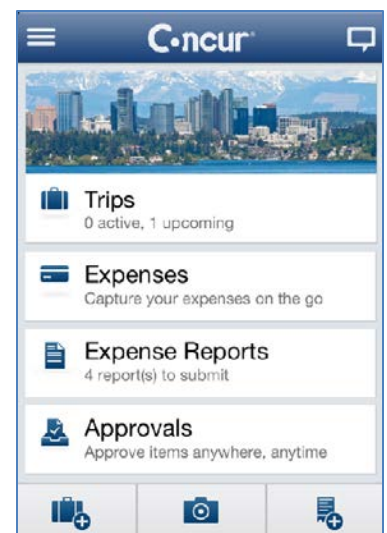 C•ncur
Trips
0 active, 1 upcoming
Expenses
Capture your expenses on the go
Expense Reports
4 report(s) to submit
Approvals
Approve items anywhere, anytime